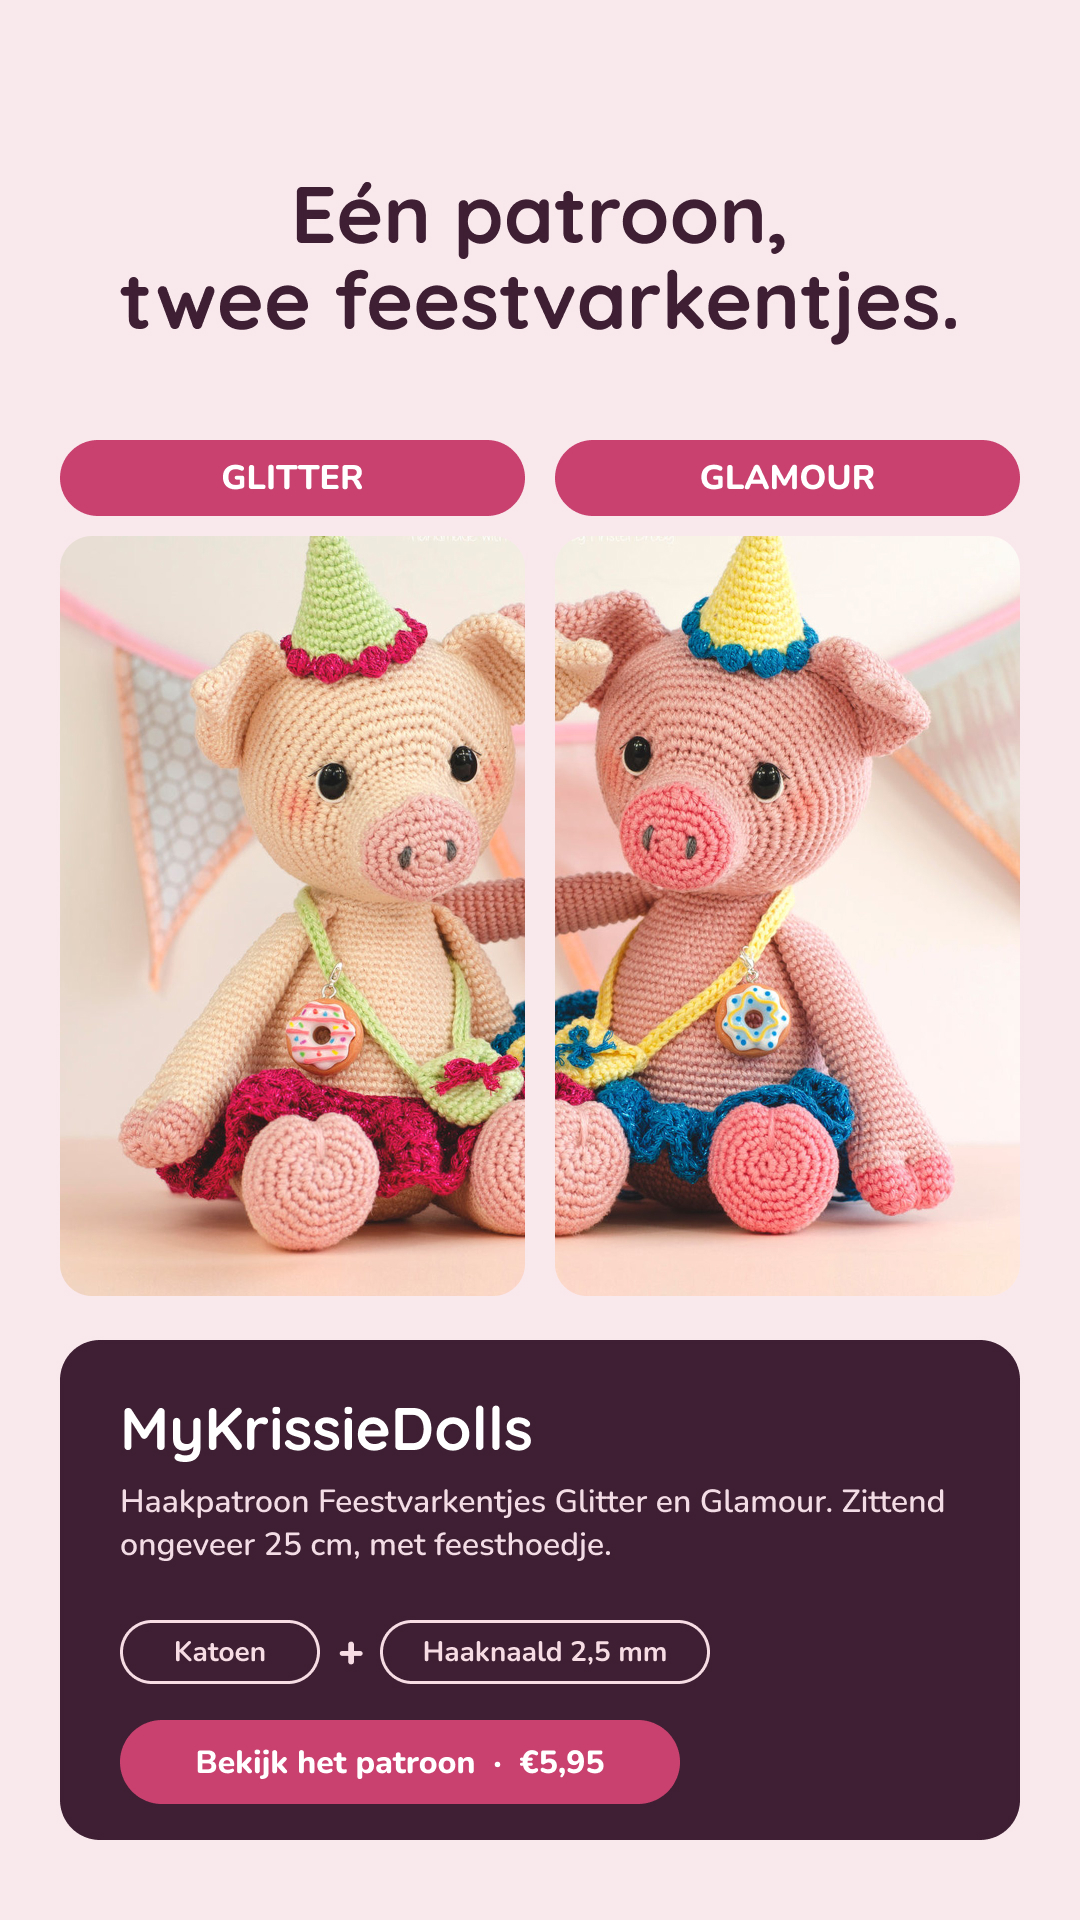 Eén patroon,
twee feestvarkentjes.
GLITTER
GLAMOUR
MyKrissieDolls
Haakpatroon Feestvarkentjes Glitter en Glamour. Zittend
ongeveer 25 cm, met feesthoedje.
Katoen + Haaknaald 2,5 mm
Bekijk het patroon · €5,95